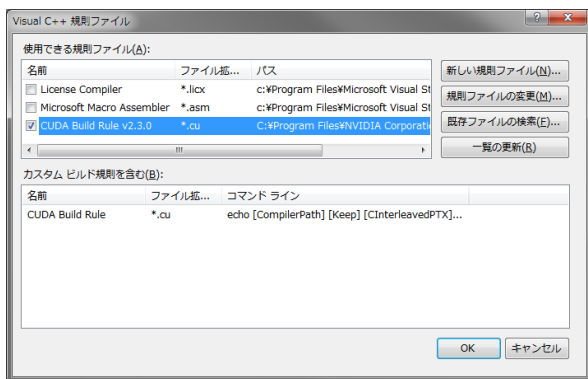 Visual C++ 規則ファイル
使用できる規則ファイル(A):
名前 ファイル拡... パス
License Compiler *.licx c:¥Program Files¥Microsoft Visual St
Microsoft Macro Assembler *.asm c:¥Program Files¥Microsoft Visual St
CUDA Build Rule v2.3.0 *.cu C:¥Program Files¥NVIDIA Corporati
新しい規則ファイル(N)...
規則ファイルの変更(M)...
既存ファイルの検索(F)...
一覧の更新(R)
カスタム ビルド規則を含む(B):
名前 ファイル拡... コマンド ライン
CUDA Build Rule *.cu echo [CompilerPath] [Keep] [CInterleavedPTX]...
OK キャンセル